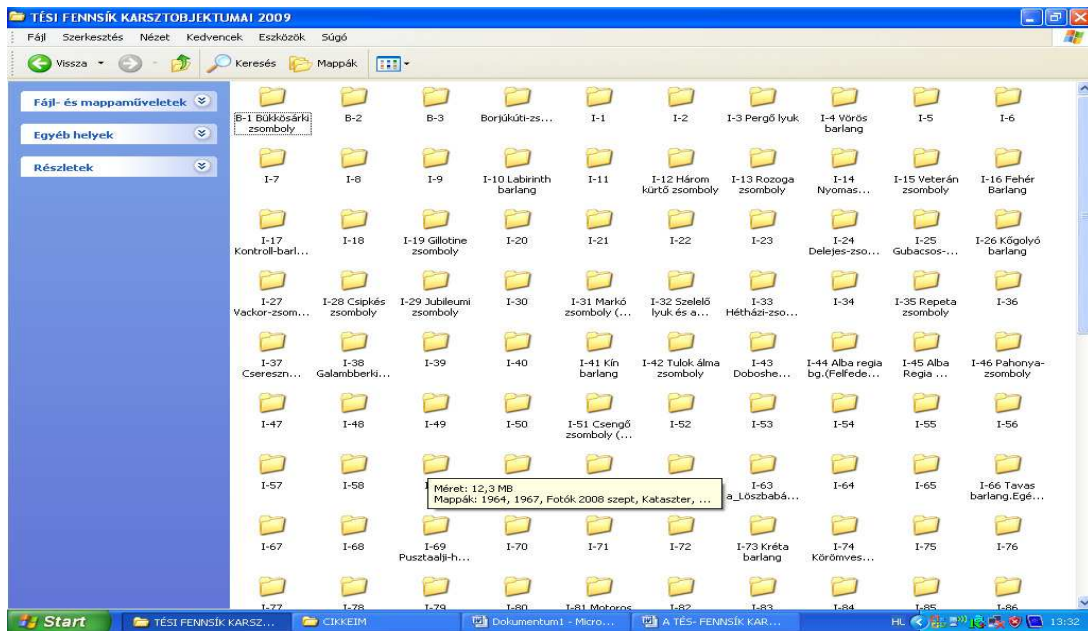 TÉSI FENNSÍK KARSZTOBJEKTUMAI 2009
Fájl Szerkesztés Nézet Kedvencek Eszközök Súgó
Vissza Keresés Mappák
Fájl- és mappaműveletek
Egyéb helyek
Részletek
B-1 Bükkösárki zsomboly B-2 B-3 Borjúkúti-zs... I-1 I-2 I-3 Pergő lyuk I-4 Vörös barlang I-5 I-6
I-7 I-8 I-9 I-10 Labirinth barlang I-11 I-12 Három kürtő zsomboly I-13 Rozoga zsomboly I-14 Nyomas... I-15 Veterán zsomboly I-16 Fehér Barlang
I-17 Kontroll-barl... I-18 I-19 Gillotine zsomboly I-20 I-21 I-22 I-23 I-24 Delejes-zso... I-25 Gubacsos-... I-26 Kőgolyó barlang
I-27 Vackor-zsom... I-28 Csipkés zsomboly I-29 Jubileumi zsomboly I-30 I-31 Markó zsomboly (... I-32 Szelelő lyuk és a... I-33 Hétházi-zso... I-34 I-35 Repeta zsomboly I-36
I-37 Csereszn... I-38 Galambberki... I-39 I-40 I-41 Kín barlang I-42 Tulok álma zsomboly I-43 Doboshe... I-44 Alba regia bg.(Felfede... I-45 Alba Regia ... I-46 Pahonya-zsomboly
I-47 I-48 I-49 I-50 I-51 Csengő zsomboly (... I-52 I-53 I-54 I-55 I-56
I-57 I-58 I-63 a_Löszbabá... I-64 I-65 I-66 Tavas barlang.Egé...
Méret: 12,3 MB
Mappák: 1964, 1967, Fotók 2008 szept, Kataszter, ...
I-67 I-68 I-69 Pusztaalji-h... I-70 I-71 I-72 I-73 Kréta barlang I-74 Körömves... I-75 I-76
I-77 I-78 I-79 I-80 I-81 Motoros I-82 I-83 I-84 I-85 I-86
Start TÉSI FENNSÍK KARSZ... CIKKEIM Dokumentum1 - Micro... A TÉS- FENNSÍK KAR... HU 13:32